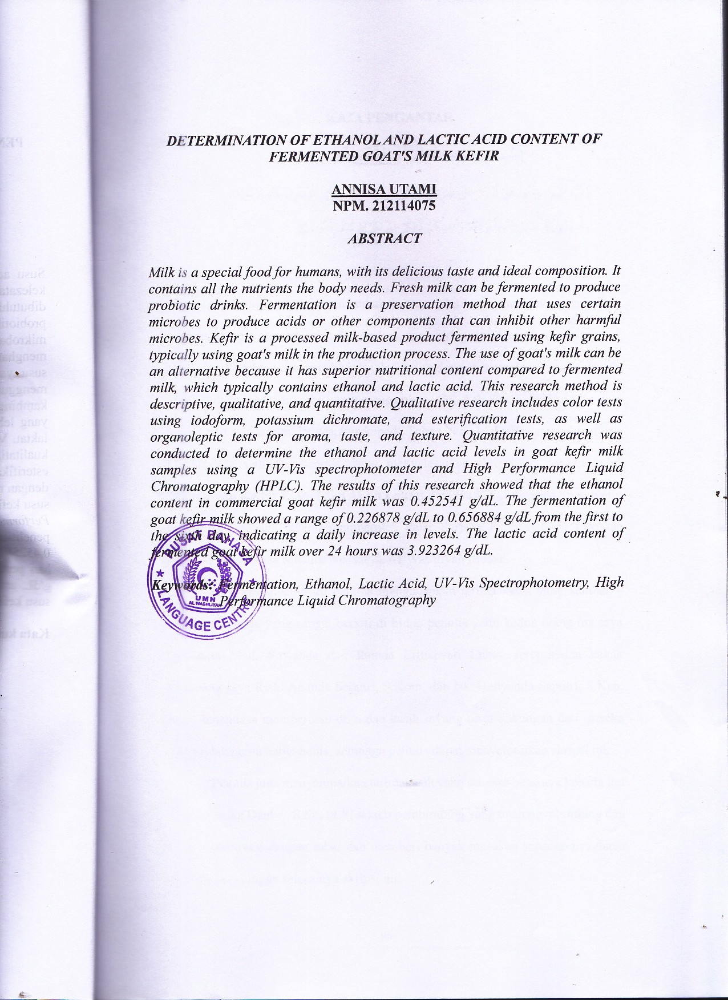 DETERMINATION OF ETHANOL AND LACTIC ACID CONTENT OF
FERMENTED GOAT'S MILK KEFIR
ANNISA UTAMI
NPM. 212114075
ABSTRACT
Milk is a special food for humans, with its delicious taste and ideal composition. It
contains all the nutrients the body needs. Fresh milk can be fermented to produce
probiotic drinks. Fermentation is a preservation method that uses certain
microbes to produce acids or other components that can inhibit other harmful
microbes. Kefir is a processed milk-based product fermented using kefir grains,
typically using goat's milk in the production process. The use of goat's milk can be
an alternative because it has superior nutritional content compared to fermented
milk, which typically contains ethanol and lactic acid. This research method is
descriptive, qualitative, and quantitative. Qualitative research includes color tests
using iodoform, potassium dichromate, and esterification tests, as well as
organoleptic tests for aroma, taste, and texture. Quantitative research was
conducted to determine the ethanol and lactic acid levels in goat kefir milk
samples using a UV-Vis spectrophotometer and High Performance Liquid
Chromatography (HPLC). The results of this research showed that the ethanol
content in commercial goat kefir milk was 0.452541 g/dL. The fermentation of
goat kefir milk showed a range of 0.226878 g/dL to 0.656884 g/dL from the first to
the sixth day, indicating a daily increase in levels. The lactic acid content of
fermented goat kefir milk over 24 hours was 3.923264 g/dL.
Keywords: Fermentation, Ethanol, Lactic Acid, UV-Vis Spectrophotometry, High
Performance Liquid Chromatography
PUSAT BAHASA
UMN
AL WASHLIYAH
LANGUAGE CENTRE